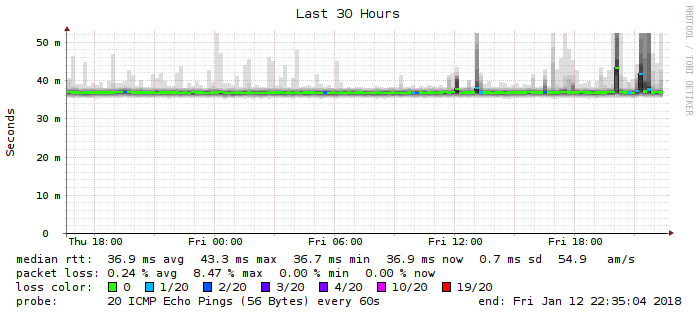 Last 30 Hours
RRDTOOL / TOBI OETIKER
Seconds
50 m
40 m
30 m
20 m
10 m
0
Thu 18:00 Fri 00:00 Fri 06:00 Fri 12:00 Fri 18:00
median rtt: 36.9 ms avg 43.3 ms max 36.7 ms min 36.9 ms now 0.7 ms sd 54.9 am/s
packet loss: 0.24 % avg 8.47 % max 0.00 % min 0.00 % now
loss color: 0 1/20 2/20 3/20 4/20 10/20 19/20
probe: 20 ICMP Echo Pings (56 Bytes) every 60s end: Fri Jan 12 22:35:04 2018